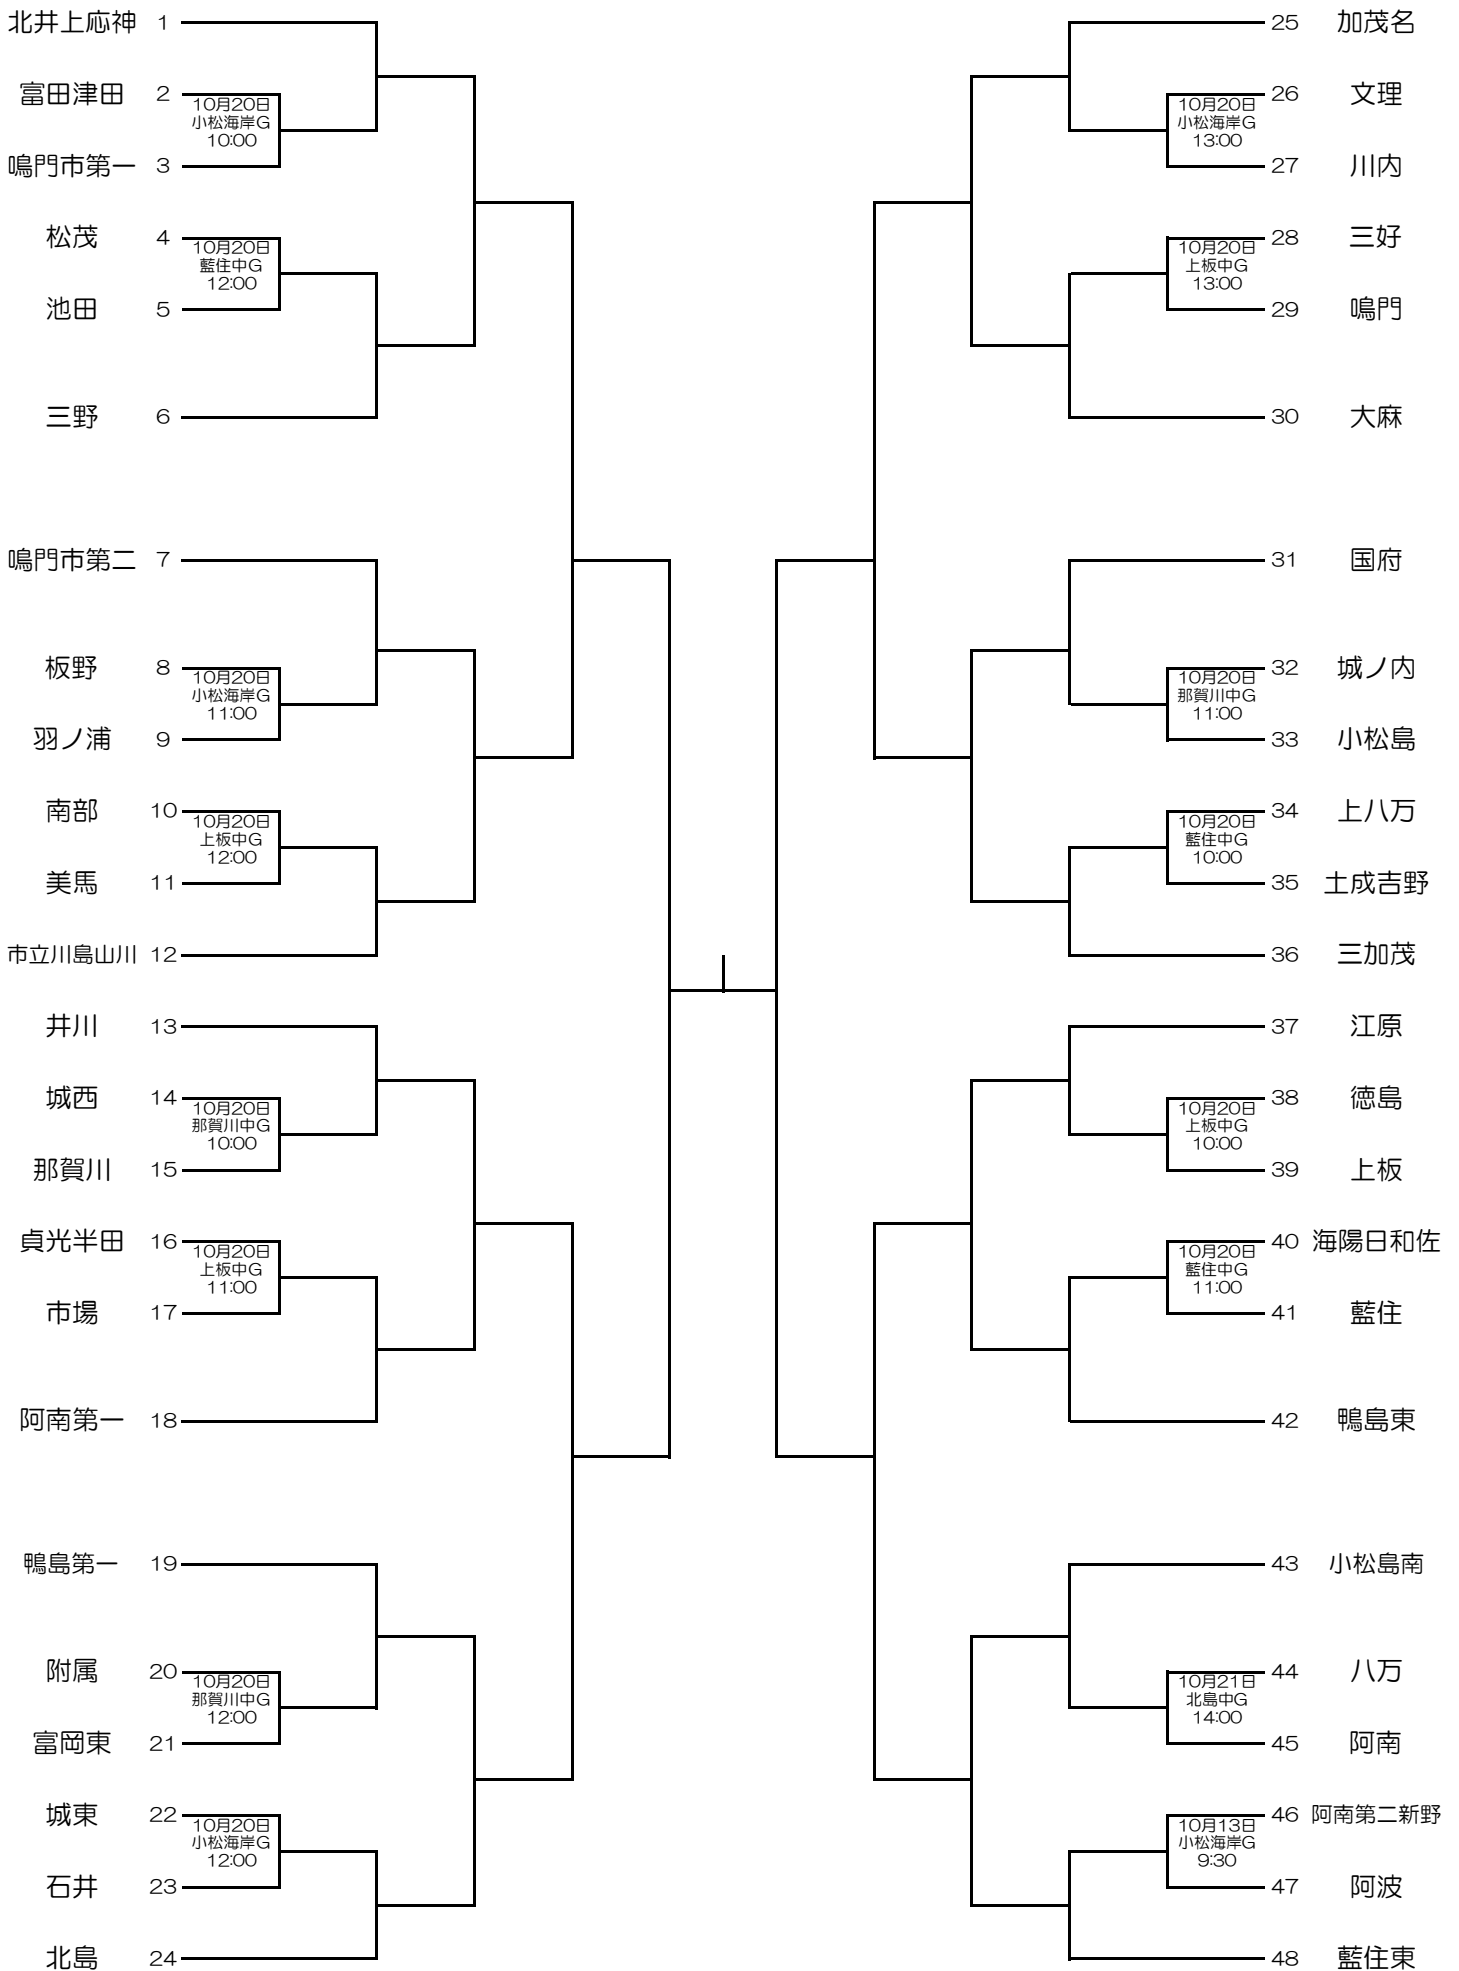 北井上応神 1
富田津田 2
10月20日
小松海岸G
10:00
鳴門市第一 3
松茂 4
10月20日
藍住中G
12:00
池田 5
三野 6
鳴門市第二 7
板野 8
10月20日
小松海岸G
11:00
羽ノ浦 9
南部 10
10月20日
上板中G
12:00
美馬 11
市立川島山川 12
井川 13
城西 14
10月20日
那賀川中G
10:00
那賀川 15
貞光半田 16
10月20日
上板中G
11:00
市場 17
阿南第一 18
鴨島第一 19
附属 20
10月20日
那賀川中G
12:00
富岡東 21
城東 22
10月20日
小松海岸G
12:00
石井 23
北島 24
25 加茂名
26 文理
10月20日
小松海岸G
13:00
27 川内
28 三好
10月20日
上板中G
13:00
29 鳴門
30 大麻
31 国府
32 城ノ内
10月20日
那賀川中G
11:00
33 小松島
34 上八万
10月20日
藍住中G
10:00
35 土成吉野
36 三加茂
37 江原
38 徳島
10月20日
上板中G
10:00
39 上板
40 海陽日和佐
10月20日
藍住中G
11:00
41 藍住
42 鴨島東
43 小松島南
44 八万
10月21日
北島中G
14:00
45 阿南
46 阿南第二新野
10月13日
小松海岸G
9:30
47 阿波
48 藍住東